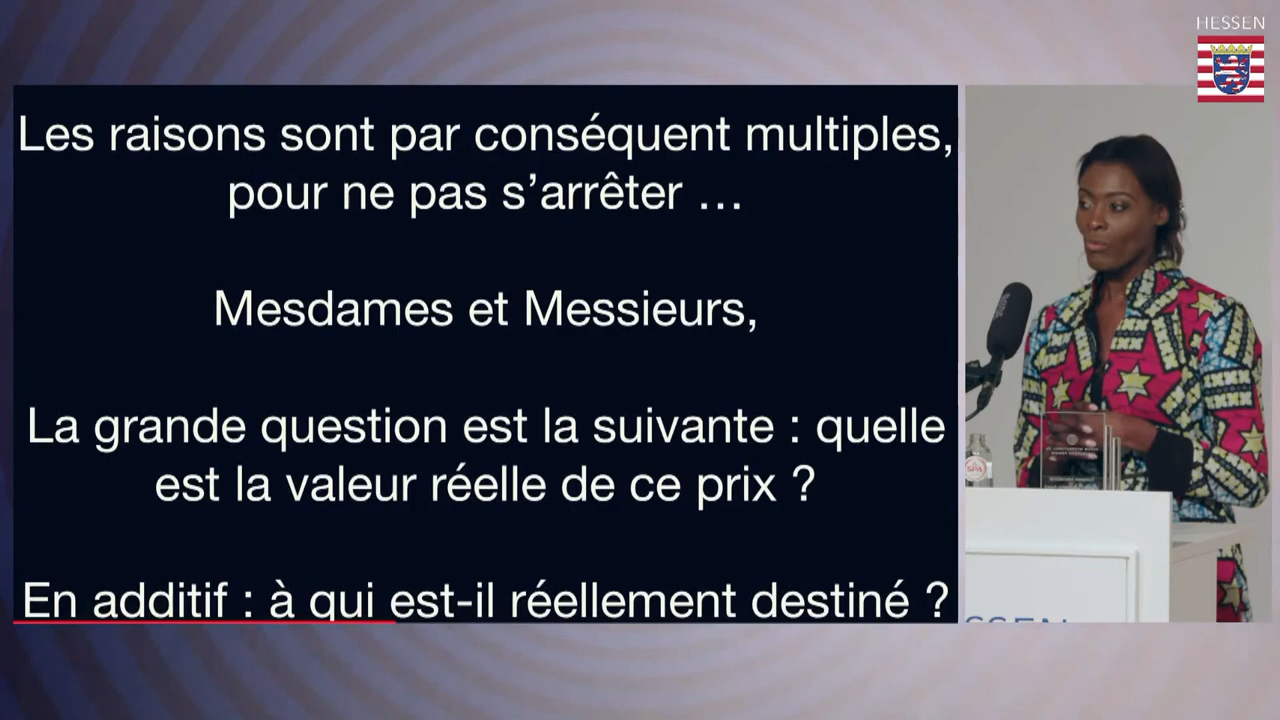 HESSEN
Les raisons sont par conséquent multiples,
pour ne pas s’arrêter …
Mesdames et Messieurs,
La grande question est la suivante : quelle
est la valeur réelle de ce prix ?
En additif : à qui est-il réellement destiné ?
SPA